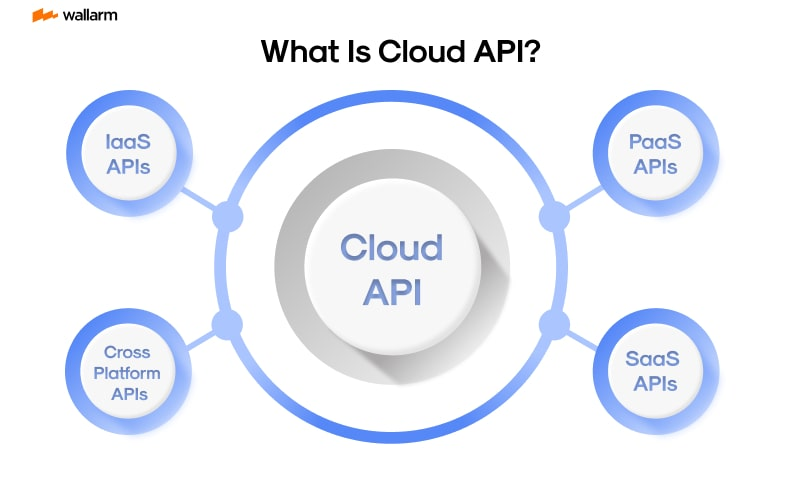 wallarm
What Is Cloud API?
IaaS
APIs
PaaS
APIs
Cloud
API
Cross
Platform
APIs
SaaS
APIs